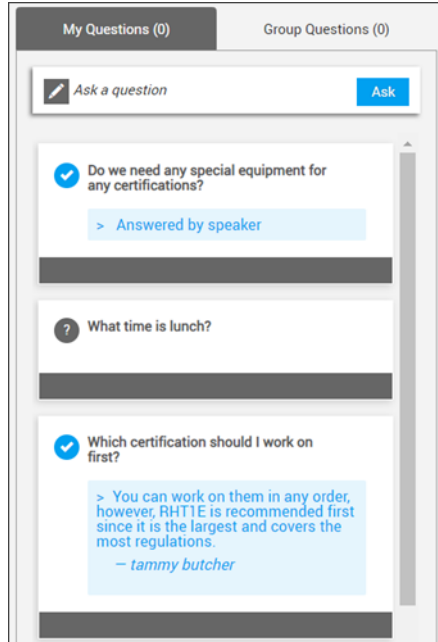 My Questions (0)
Group Questions (0)
Ask a question
Ask
Do we need any special equipment for
any certifications?
> Answered by speaker
?
What time is lunch?
Which certification should I work on
first?
> You can work on them in any order,
however, RHT1E is recommended first
since it is the largest and covers the
most regulations.
— tammy butcher